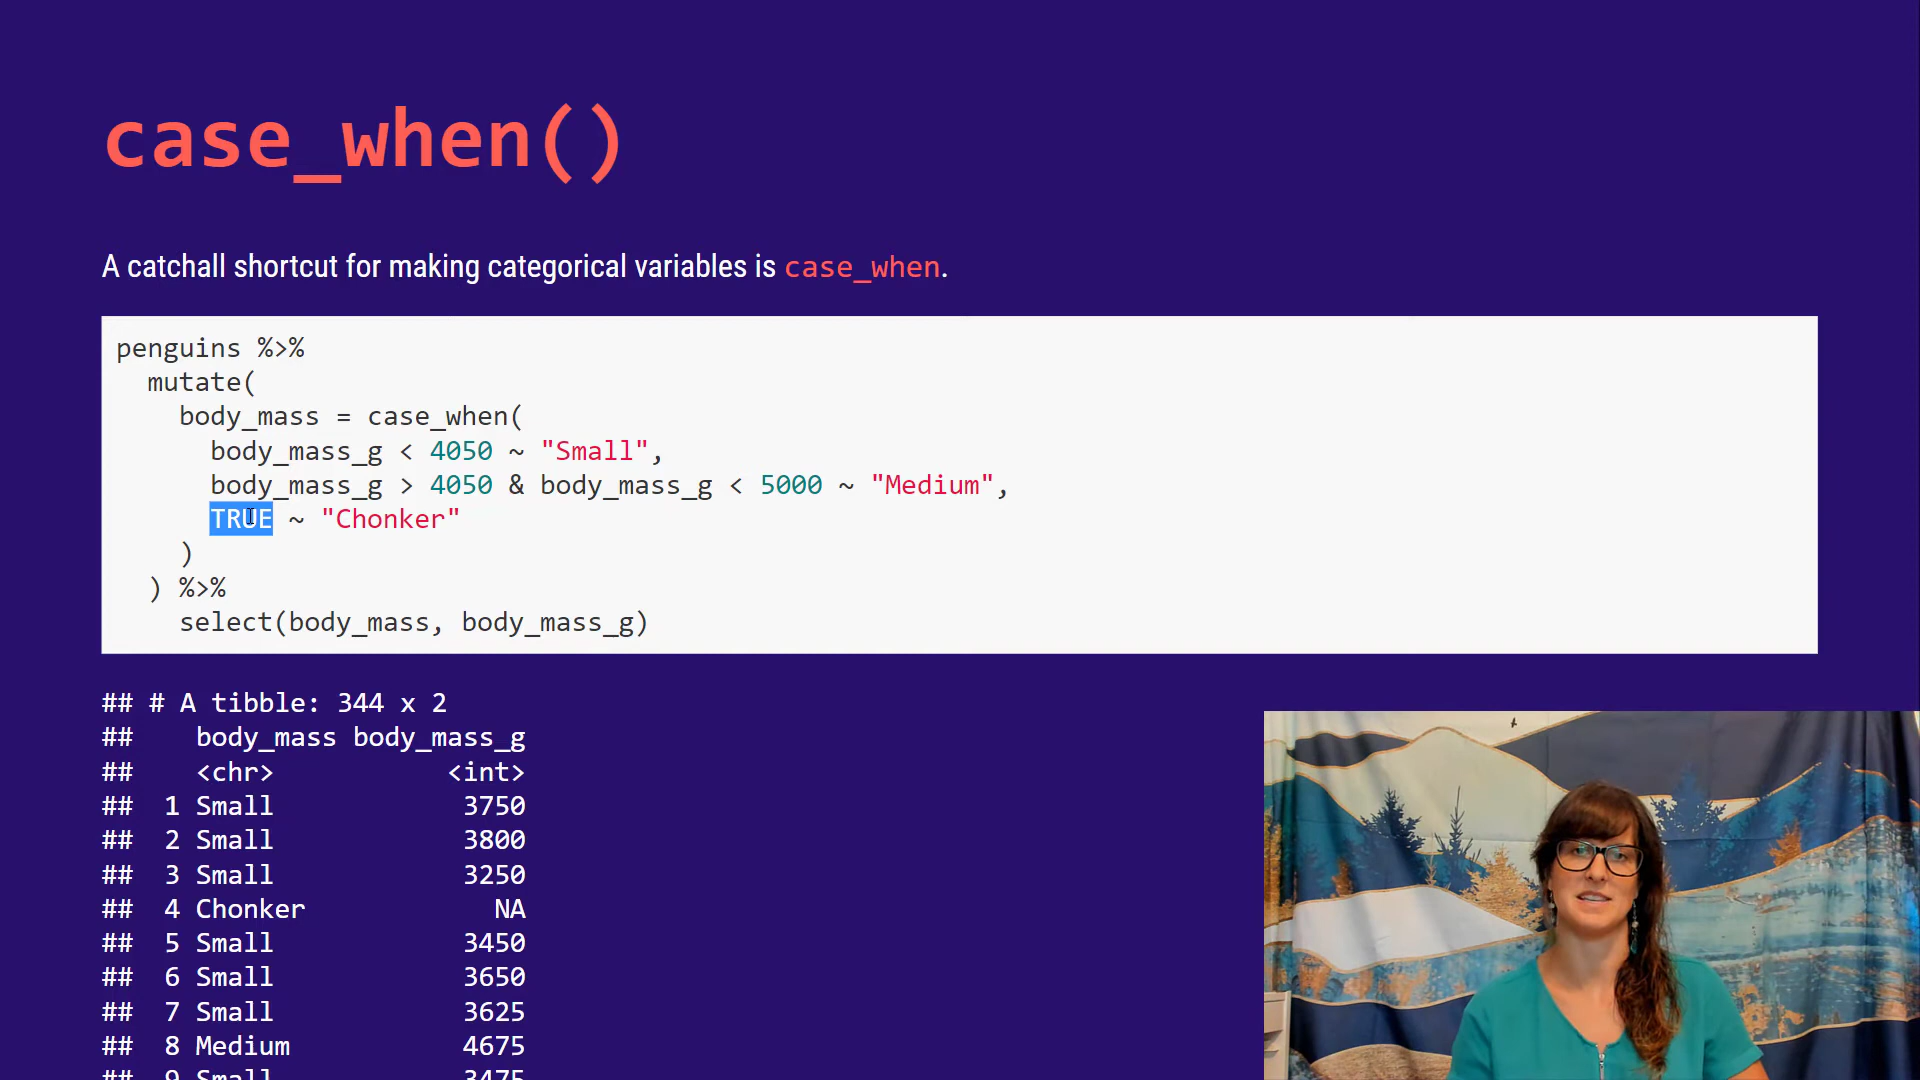 case_when()
A catchall shortcut for making categorical variables is case_when.
penguins %>%
mutate(
body_mass = case_when(
body_mass_g < 4050 ~ "Small",
body_mass_g > 4050 & body_mass_g < 5000 ~ "Medium",
TRUE ~ "Chonker"
)
) %>%
select(body_mass, body_mass_g)
## # A tibble: 344 x 2
## body_mass body_mass_g
## <chr> <int>
## 1 Small 3750
## 2 Small 3800
## 3 Small 3250
## 4 Chonker NA
## 5 Small 3450
## 6 Small 3650
## 7 Small 3625
## 8 Medium 4675
## 9 Small 3475